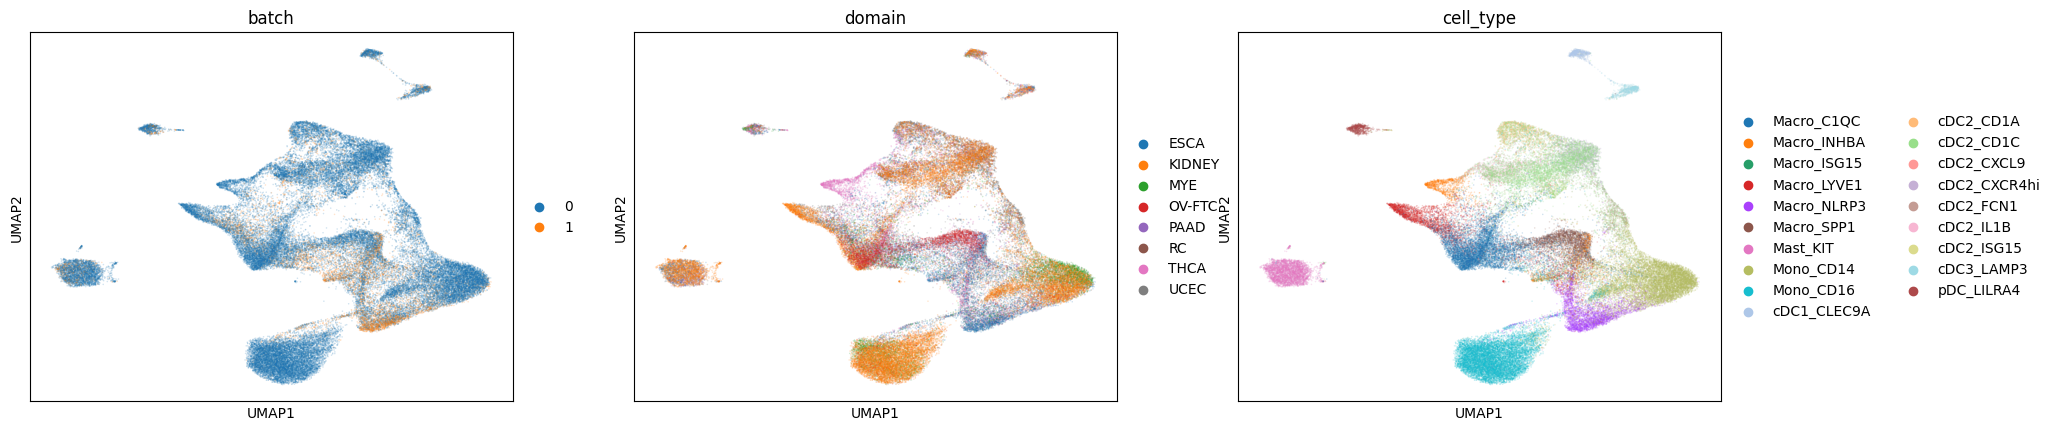 batch
UMAP2
UMAP1
0
1
domain
UMAP2
UMAP1
ESCA
KIDNEY
MYE
OV-FTC
PAAD
RC
THCA
UCEC
cell_type
UMAP2
UMAP1
Macro_C1QC
Macro_INHBA
Macro_ISG15
Macro_LYVE1
Macro_NLRP3
Macro_SPP1
Mast_KIT
Mono_CD14
Mono_CD16
cDC1_CLEC9A
cDC2_CD1A
cDC2_CD1C
cDC2_CXCL9
cDC2_CXCR4hi
cDC2_FCN1
cDC2_IL1B
cDC2_ISG15
cDC3_LAMP3
pDC_LILRA4